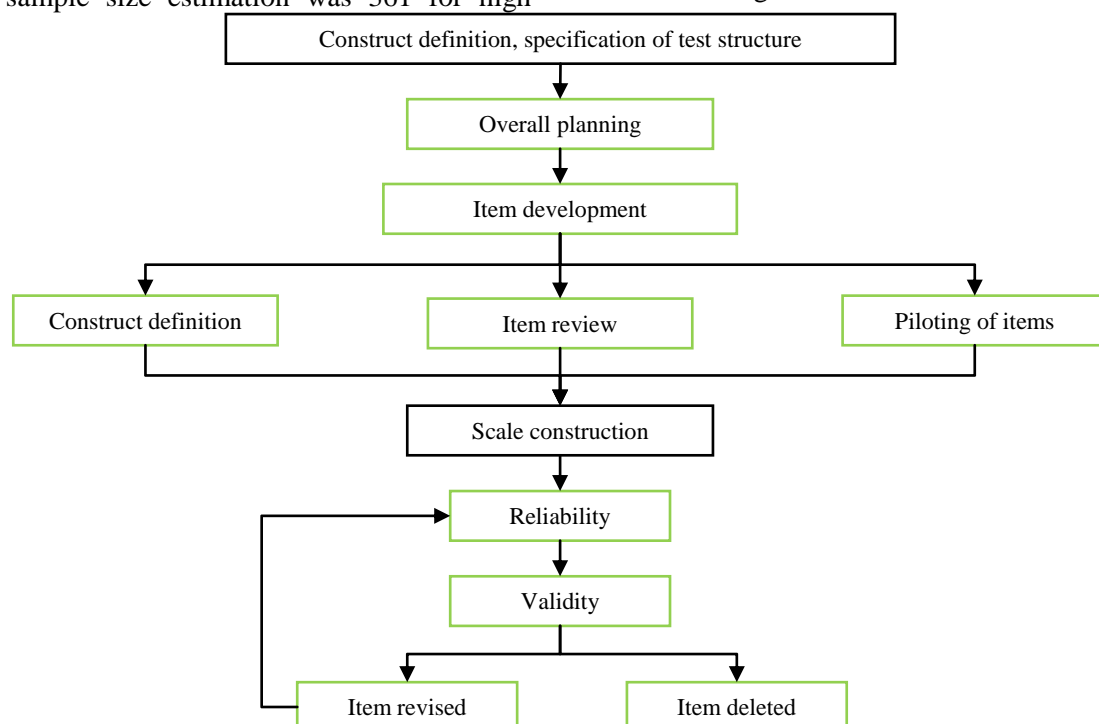 sample size estimation was 361 for high
Construct definition, specification of test structure
Overall planning
Item development
Construct definition
Item review
Piloting of items
Scale construction
Reliability
Validity
Item revised
Item deleted